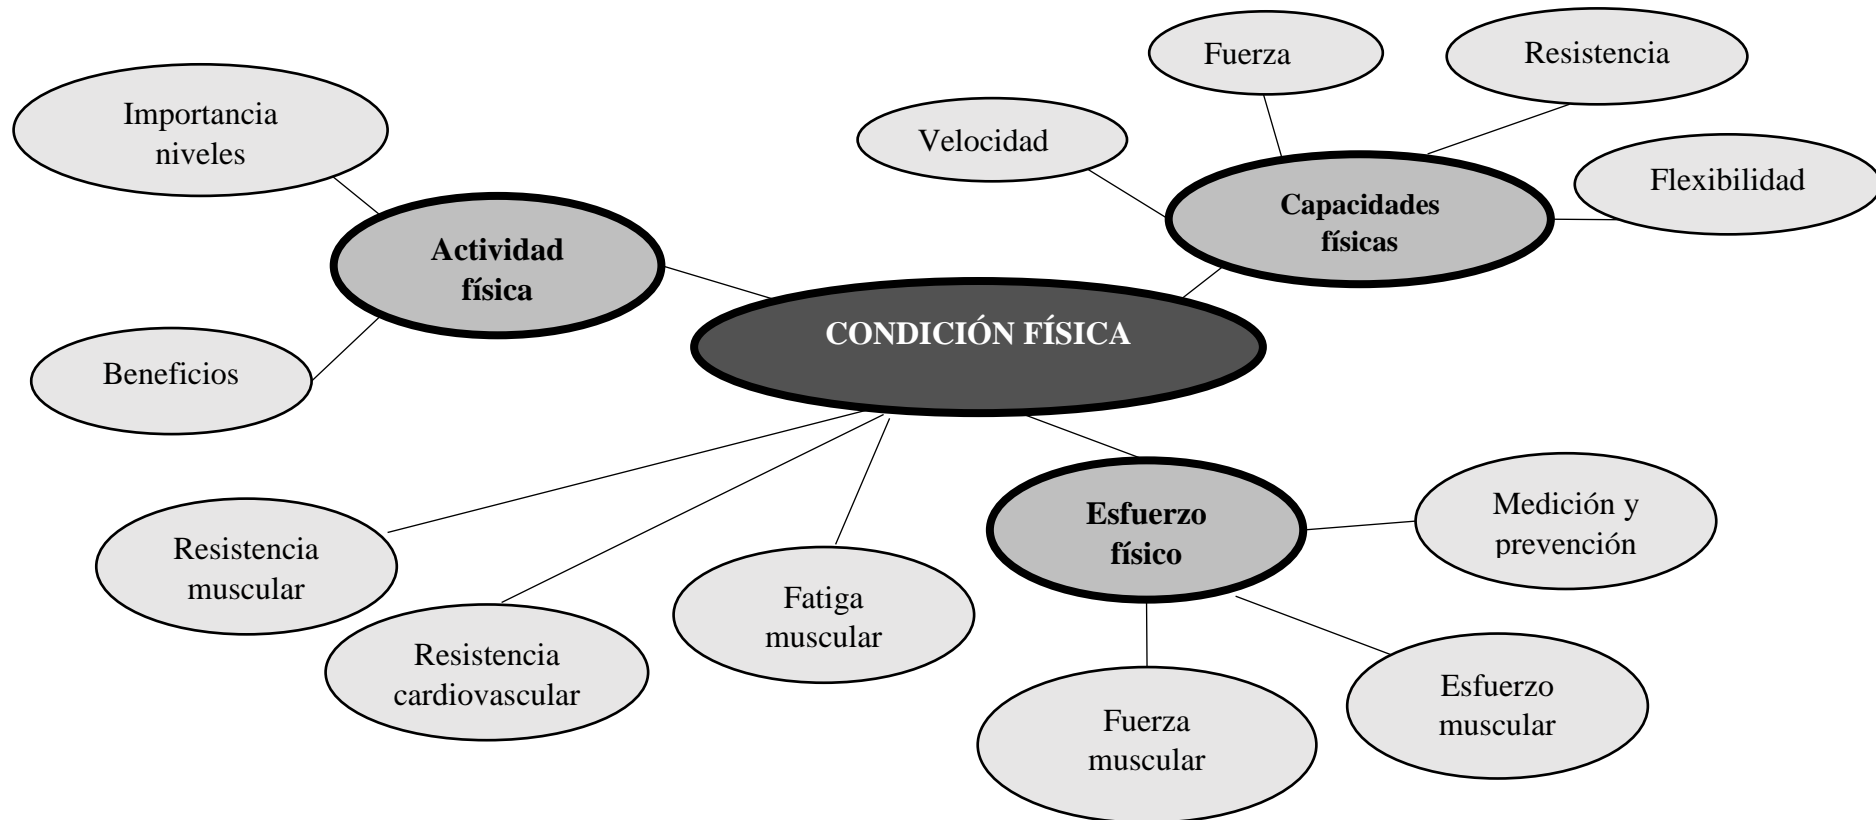 Fuerza
Resistencia
Importancia
niveles
Velocidad
Flexibilidad
Capacidades
físicas
Actividad
física
CONDICIÓN FÍSICA
Beneficios
Esfuerzo
físico
Medición y
prevención
Resistencia
muscular
Fatiga
muscular
Resistencia
cardiovascular
Esfuerzo
muscular
Fuerza
muscular